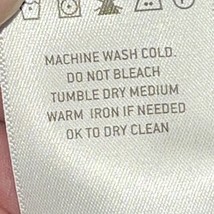 MACHINE WASH COLD.
DO NOT BLEACH
TUMBLE DRY MEDIUM
WARM IRON IF NEEDED
OK TO DRY CLEAN